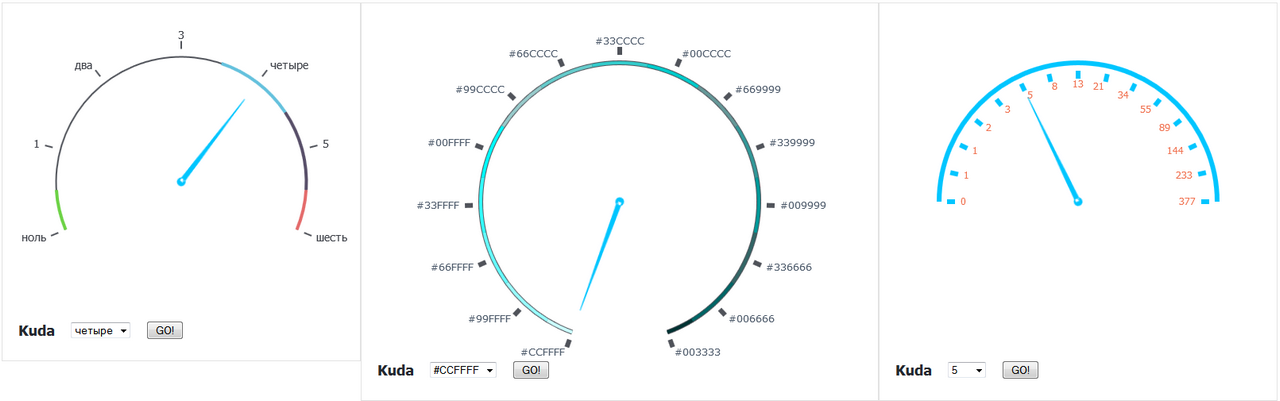 3
два
четыре
1
5
ноль
шесть
Kuda четыре GO!
#33CCCC
#66CCCC
#00CCCC
#99CCCC
#669999
#00FFFF
#339999
#33FFFF
#009999
#66FFFF
#336666
#99FFFF
#006666
#CCFFFF
#003333
Kuda #CCFFFF GO!
0
1
1
2
3
5
8
13
21
34
55
89
144
233
377
Kuda 5 GO!